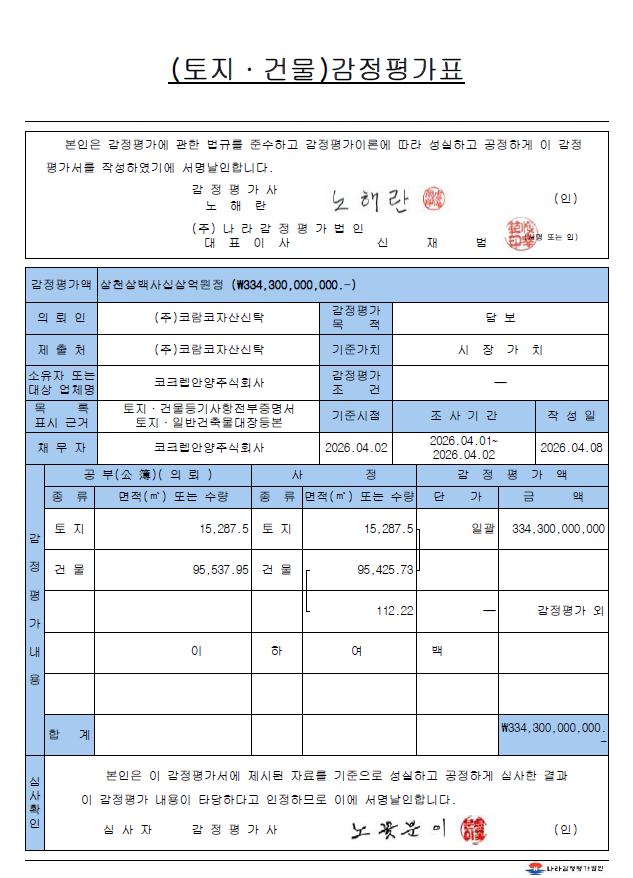 (토지·건물)감정평가표
본인은 감정평가에 관한 법규를 준수하고 감정평가이론에 따라 성실하고 공정하게 이 감정
평가서를 작성하였기에 서명날인합니다.
감 정 평 가 사
노 해 란 노 해 란 (인)
(주) 나 라 감 정 평 가 법 인
대 표 이 사 신 재 범 (서명 또는 인)
감정평가액 삼천삼백사십삼억원정 (₩334,300,000,000.-)
의 뢰 인 (주)코람코자산신탁 감정평가 목 적 담 보
제 출 처 (주)코람코자산신탁 기준가치 시 장 가 치
소유자 또는 대상 업체명 코크렙안양주식회사 감정평가 조 건 —
목 록 표시 근거 토지·건물등기사항전부증명서 토지·일반건축물대장등본 기준시점 조 사 기 간 작 성 일
채 무 자 코크렙안양주식회사 2026.04.02 2026.04.01~ 2026.04.02 2026.04.08
감 정 평 가 내 용
공 부(公 簿)( 의 뢰 ) 사 정 감 정 평 가 액
종 류 면적(㎡) 또는 수량 종 류 면적(㎡) 또는 수량 단 가 금 액
토 지 15,287.5 토 지 15,287.5 일괄 334,300,000,000
건 물 95,537.95 건 물 95,425.73
112.22 — 감정평가 외
이 하 여 백
합 계 ₩334,300,000,000.-
심 사 확 인
본인은 이 감정평가서에 제시된 자료를 기준으로 성실하고 공정하게 심사한 결과
이 감정평가 내용이 타당하다고 인정하므로 이에 서명날인합니다.
심 사 자 감 정 평 가 사 노 꽃 분 이 (인)
나라감정평가법인